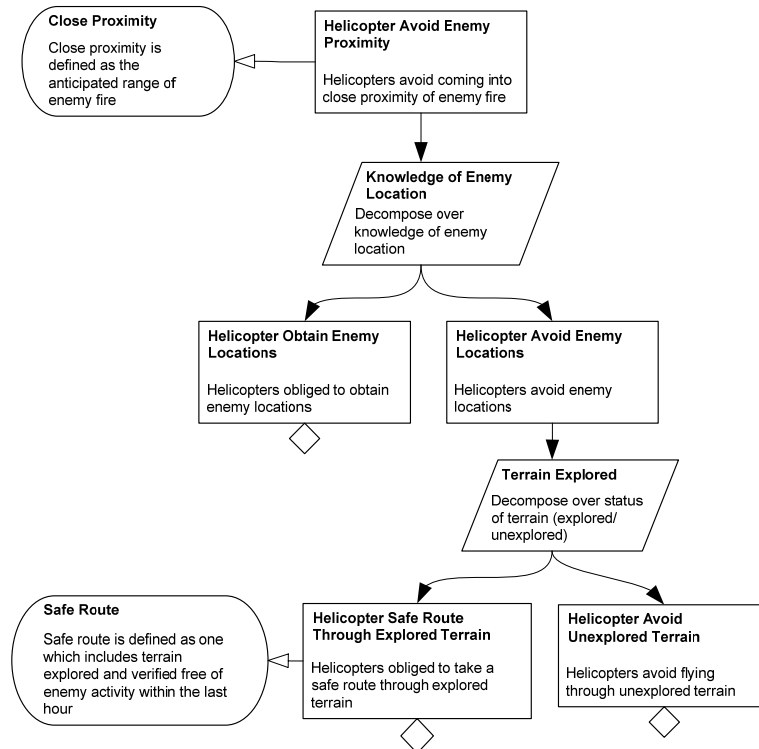 Close Proximity
Close proximity is
defined as the
anticipated range of
enemy fire
Helicopter Avoid Enemy
Proximity
Helicopters avoid coming into
close proximity of enemy fire
Knowledge of Enemy
Location
Decompose over
knowledge of enemy
location
Helicopter Obtain Enemy
Locations
Helicopters obliged to obtain
enemy locations
Helicopter Avoid Enemy
Locations
Helicopters avoid enemy
locations
Terrain Explored
Decompose over status
of terrain (explored/
unexplored)
Safe Route
Safe route is defined as one
which includes terrain
explored and verified free of
enemy activity within the last
hour
Helicopter Safe Route
Through Explored Terrain
Helicopters obliged to take a
safe route through explored
terrain
Helicopter Avoid
Unexplored Terrain
Helicopters avoid flying
through unexplored terrain